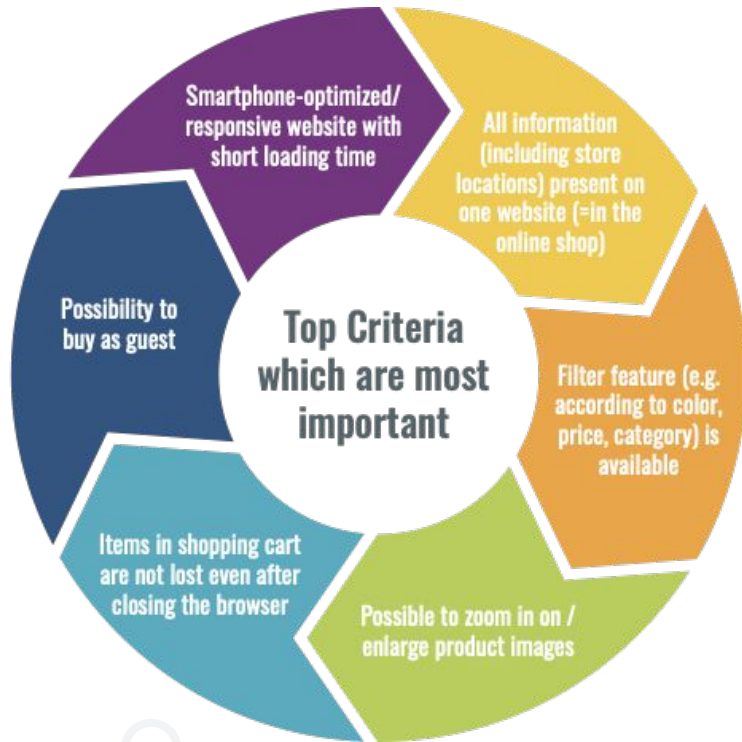 Top Criteria
which are most
important
Smartphone-optimized/
responsive website with
short loading time
All information
(including store
locations) present on
one website (=in the
online shop)
Filter feature (e.g.
according to color,
price, category) is
available
Possible to zoom in on /
enlarge product images
Items in shopping cart
are not lost even after
closing the browser
Possibility to
buy as guest